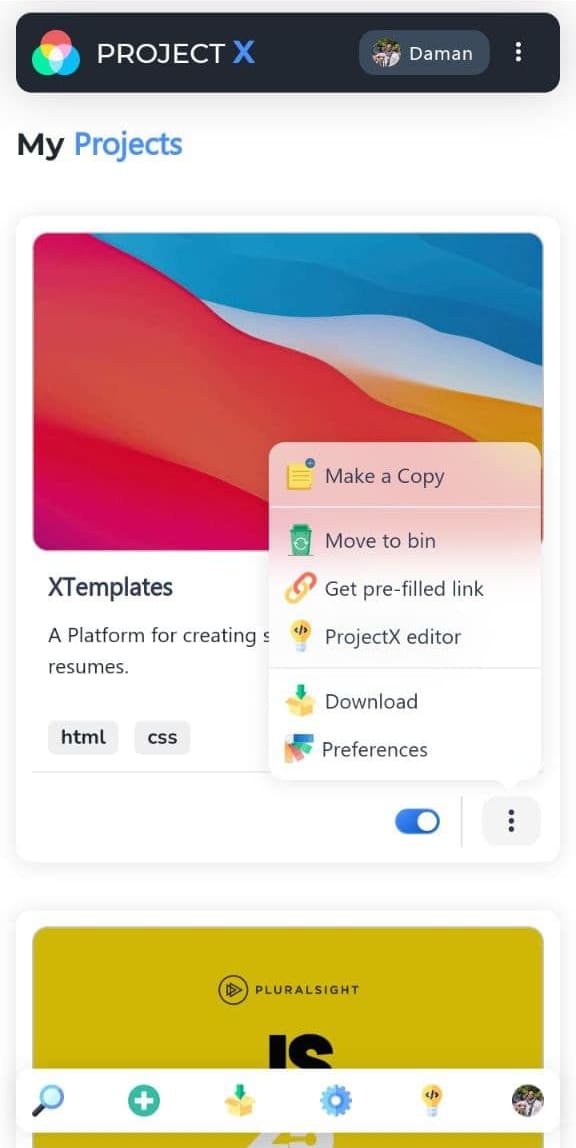 PROJECT X
Daman
My Projects
Make a Copy
Move to bin
Get pre-filled link
ProjectX editor
Download
Preferences
XTemplates
A Platform for creating
resumes.
html
css
PLURALSIGHT
JS